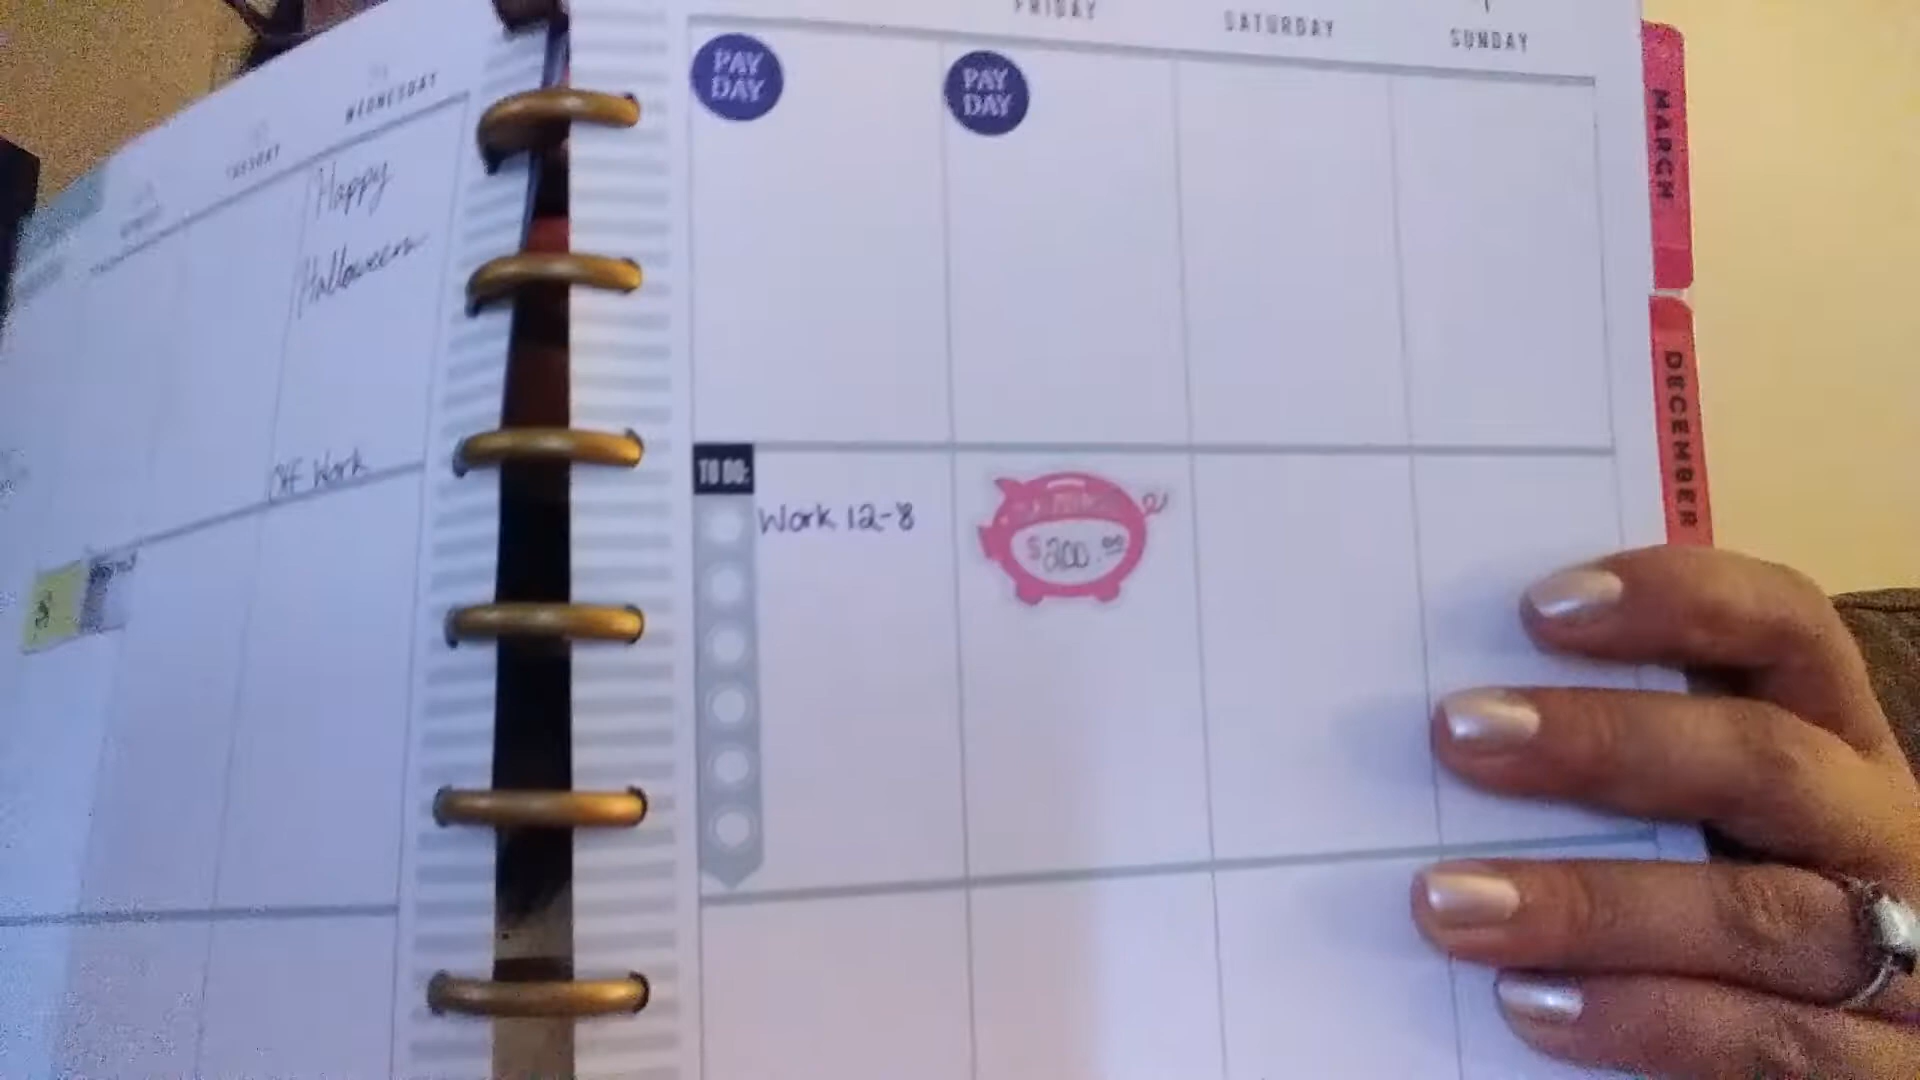 WEDNESDAY
TUESDAY
Happy
Halloween
Off Work
FRIDAY
SATURDAY
SUNDAY
PAY
DAY
PAY
DAY
TO DO:
Work 12-8
$200.00
MARCH
DECEMBER